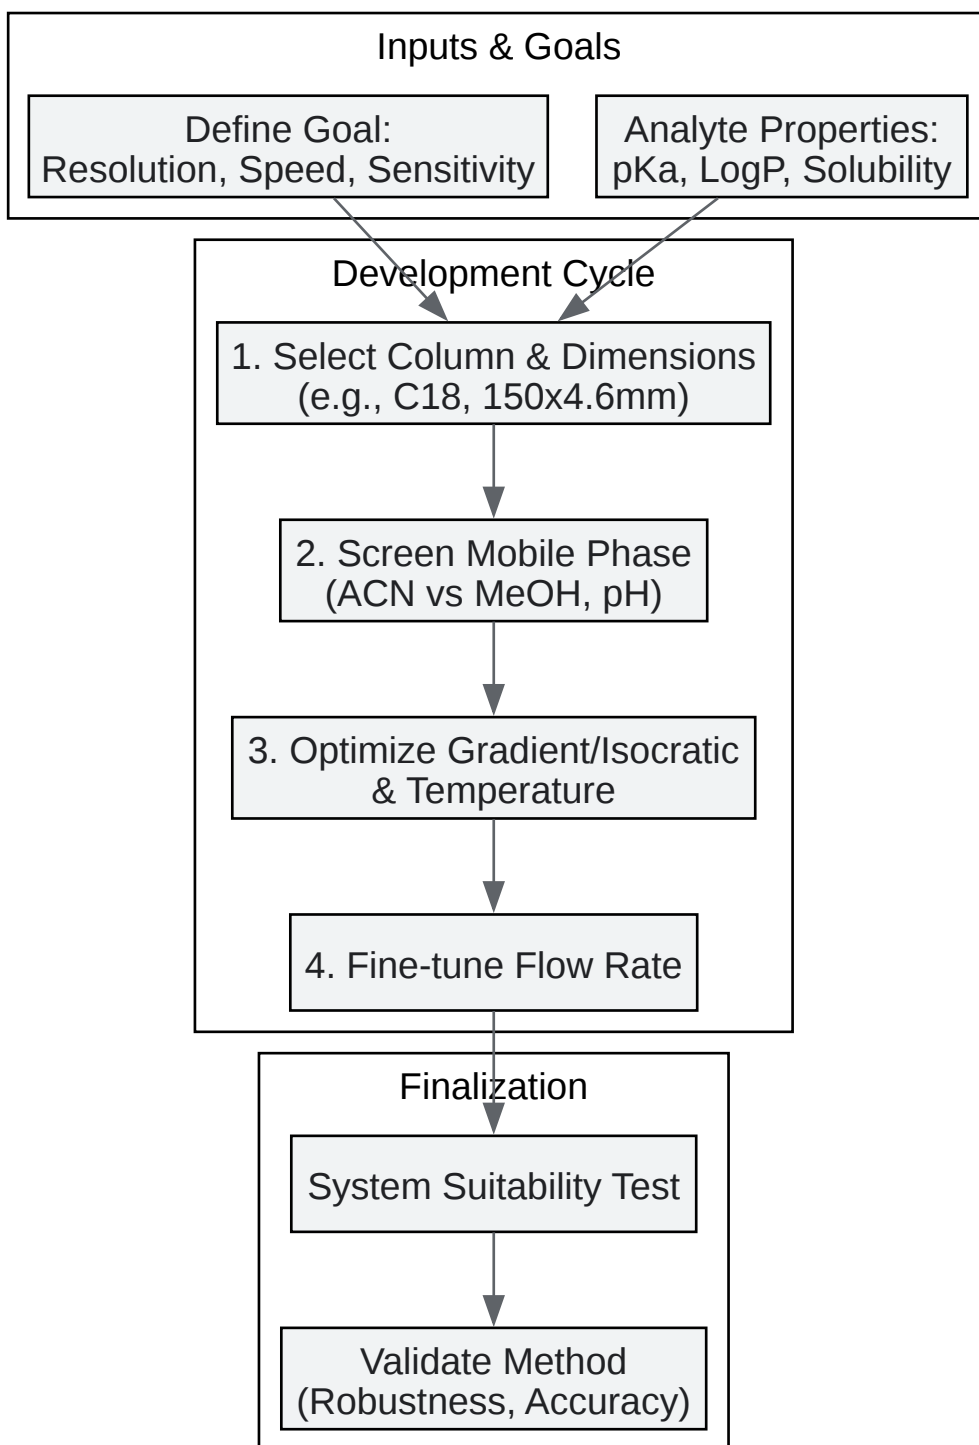 Inputs & Goals
Define Goal:
Resolution, Speed, Sensitivity
Analyte Properties:
pKa, LogP, Solubility
Development Cycle
1. Select Column & Dimensions
(e.g., C18, 150x4.6mm)
2. Screen Mobile Phase
(ACN vs MeOH, pH)
3. Optimize Gradient/Isocratic
& Temperature
4. Fine-tune Flow Rate
Finalization
System Suitability Test
Validate Method
(Robustness, Accuracy)